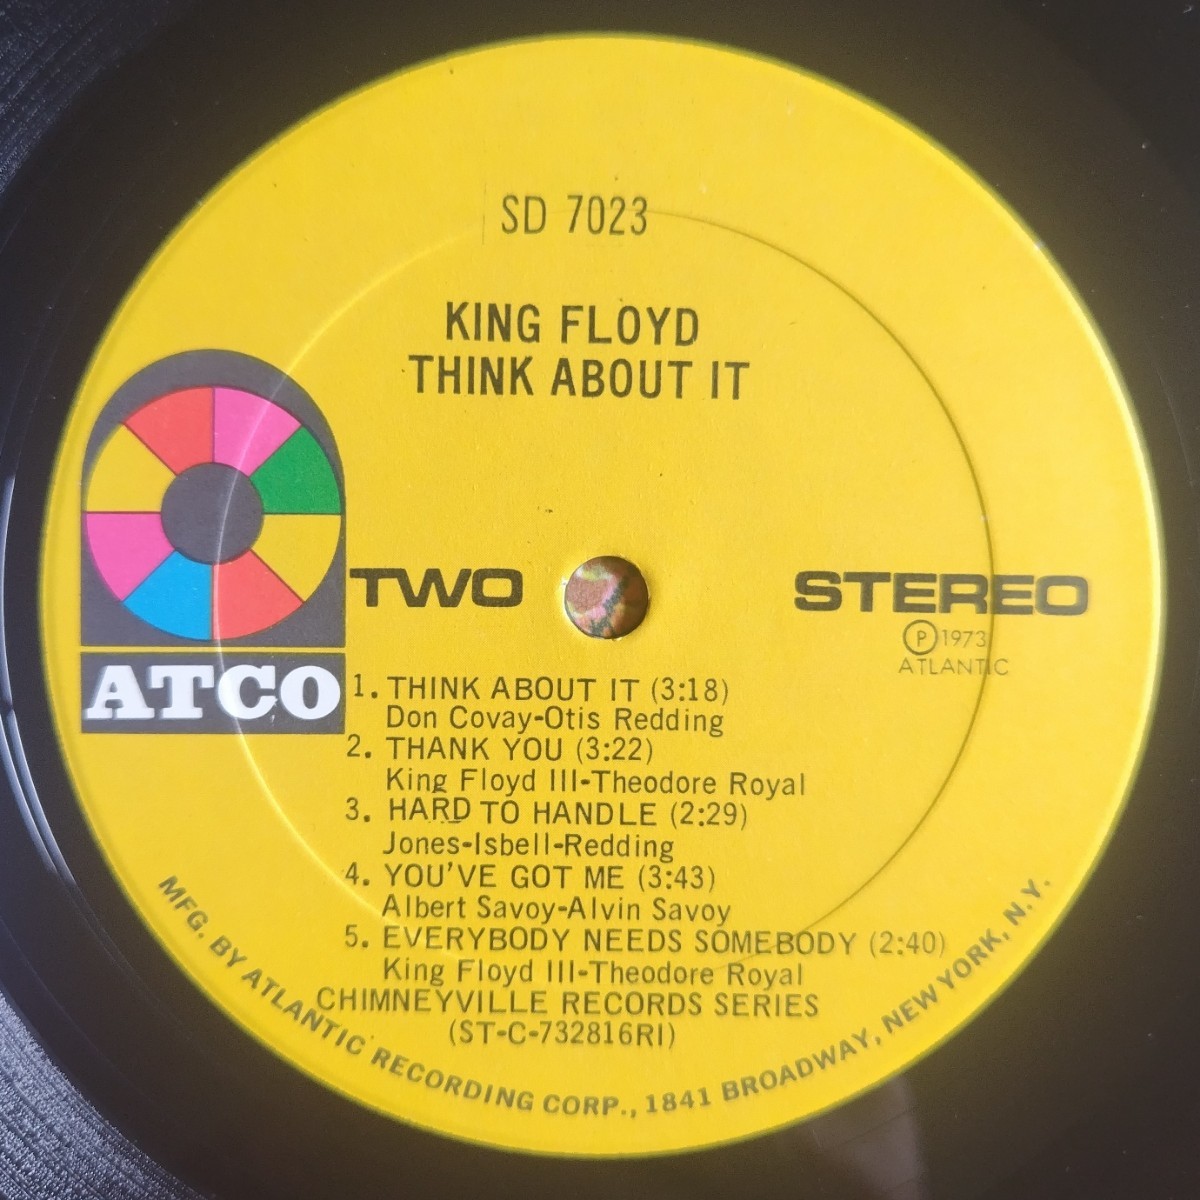 SD 7023
KING FLOYD
THINK ABOUT IT
TWO
STEREO
Ⓟ1973
ATLANTIC
ATCO
1. THINK ABOUT IT (3:18)
Don Covay-Otis Redding
2. THANK YOU (3:22)
King Floyd III-Theodore Royal
3. HARD TO HANDLE (2:29)
Jones-Isbell-Redding
4. YOU'VE GOT ME (3:43)
Albert Savoy-Alvin Savoy
5. EVERYBODY NEEDS SOMEBODY (2:40)
King Floyd III-Theodore Royal
CHIMNEYVILLE RECORDS SERIES
(ST-C-732816RI)
MFG. BY ATLANTIC RECORDING CORP., 1841 BROADWAY, NEW YORK, N.Y.